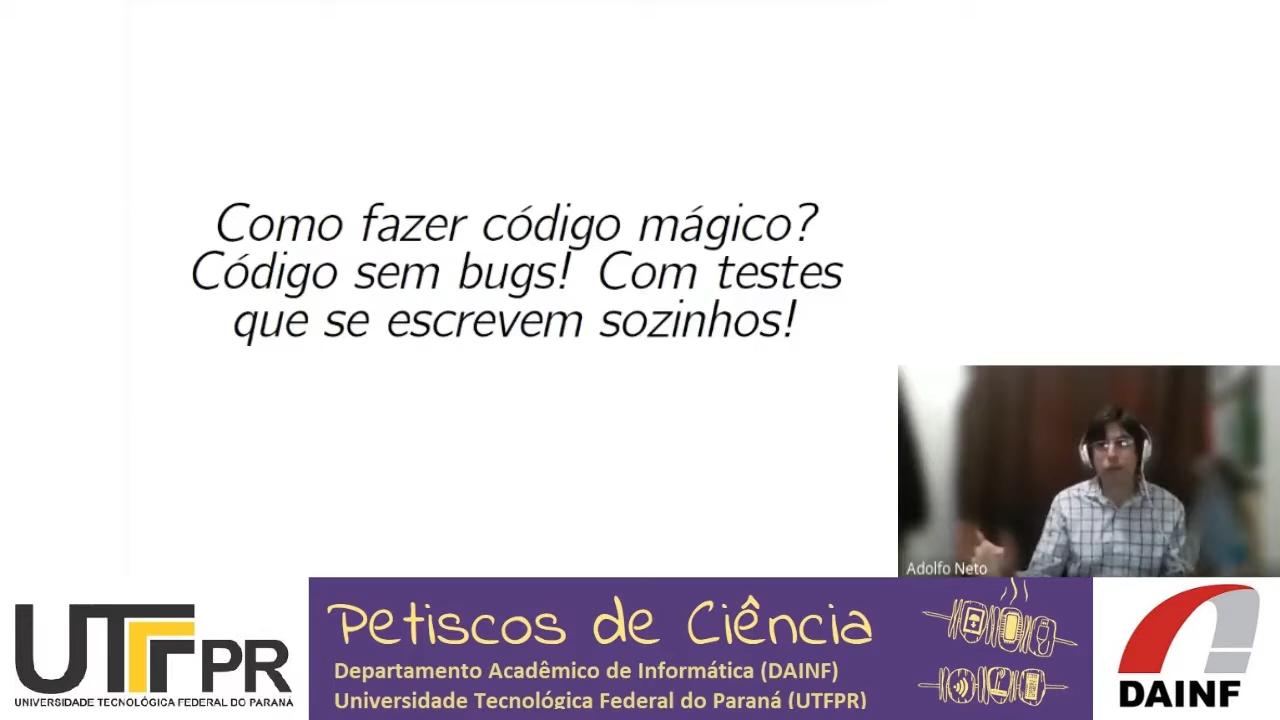 Como fazer código mágico?
Código sem bugs! Com testes
que se escrevem sozinhos!
Adolfo Neto
UTFPR
UNIVERSIDADE TECNOLÓGICA FEDERAL DO PARANÁ
Petiscos de Ciência
Departamento Acadêmico de Informática (DAINF)
Universidade Tecnológica Federal do Paraná (UTFPR)
DAINF